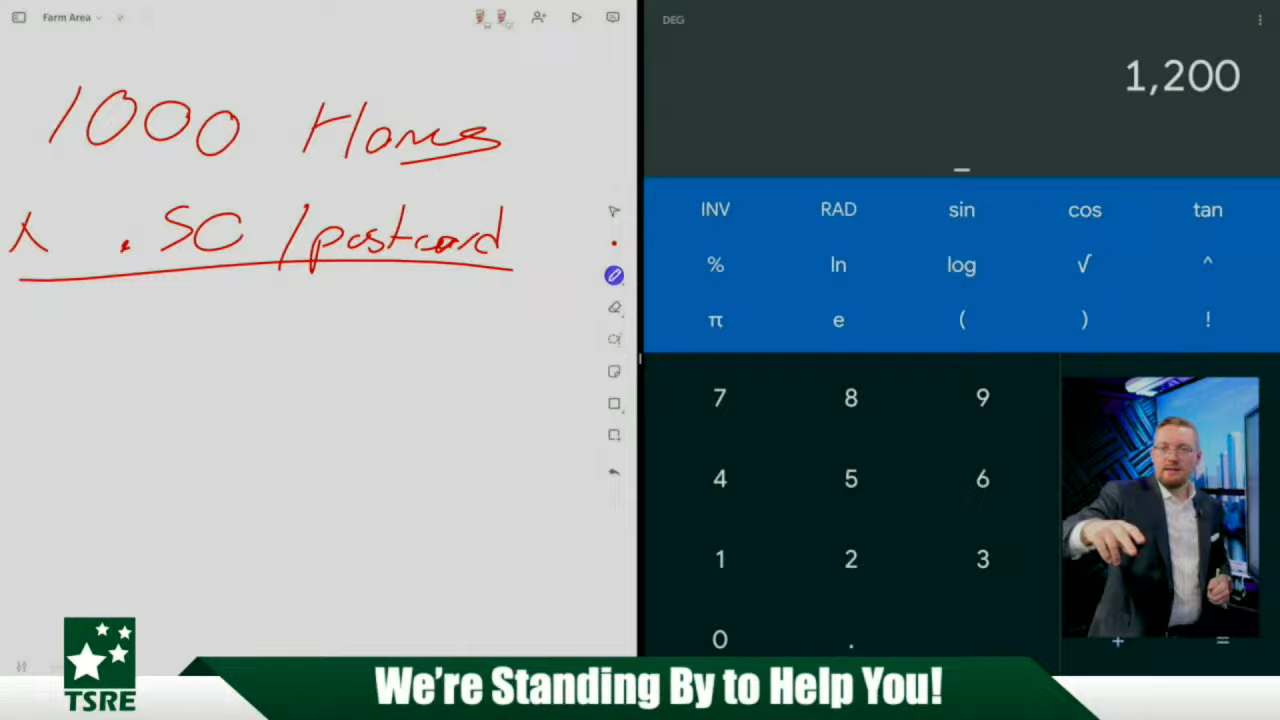 Farm Area
1000 Homes
x .50 /postcard
DEG
1,200
INV RAD sin cos tan
% ln log √ ^
π e ( ) !
7 8 9
4 5 6
1 2 3
0 . + =
TSRE
We're Standing By to Help You!